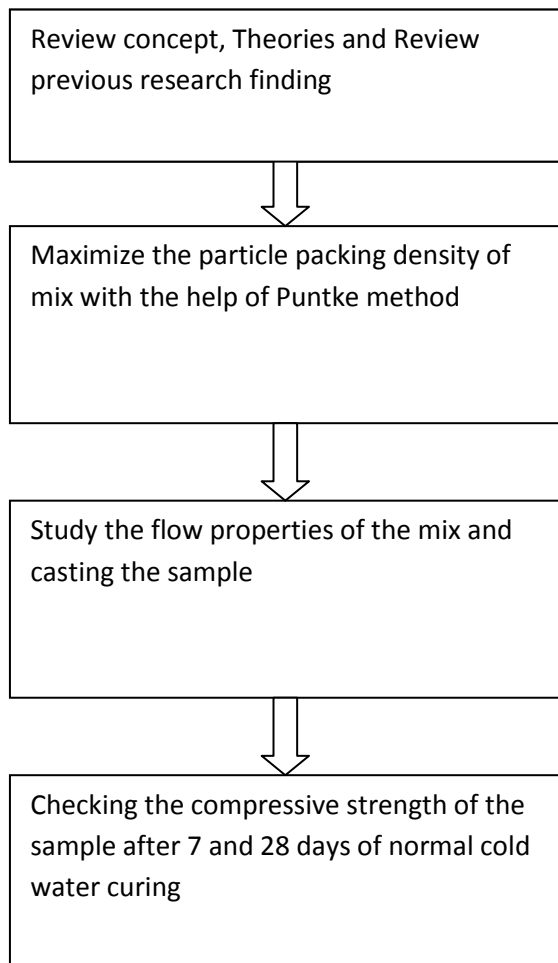 Review concept, Theories and Review
previous research finding
Maximize the particle packing density of
mix with the help of Puntke method
Study the flow properties of the mix and
casting the sample
Checking the compressive strength of the
sample after 7 and 28 days of normal cold
water curing